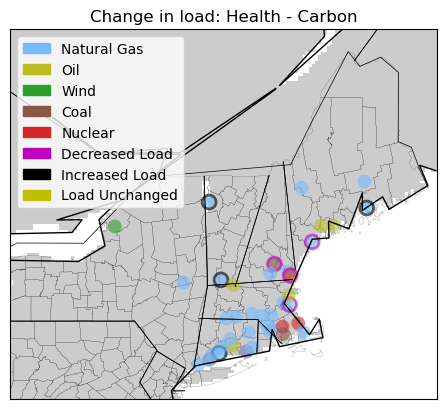 Change in load: Health - Carbon
Natural Gas
Oil
Wind
Coal
Nuclear
Decreased Load
Increased Load
Load Unchanged